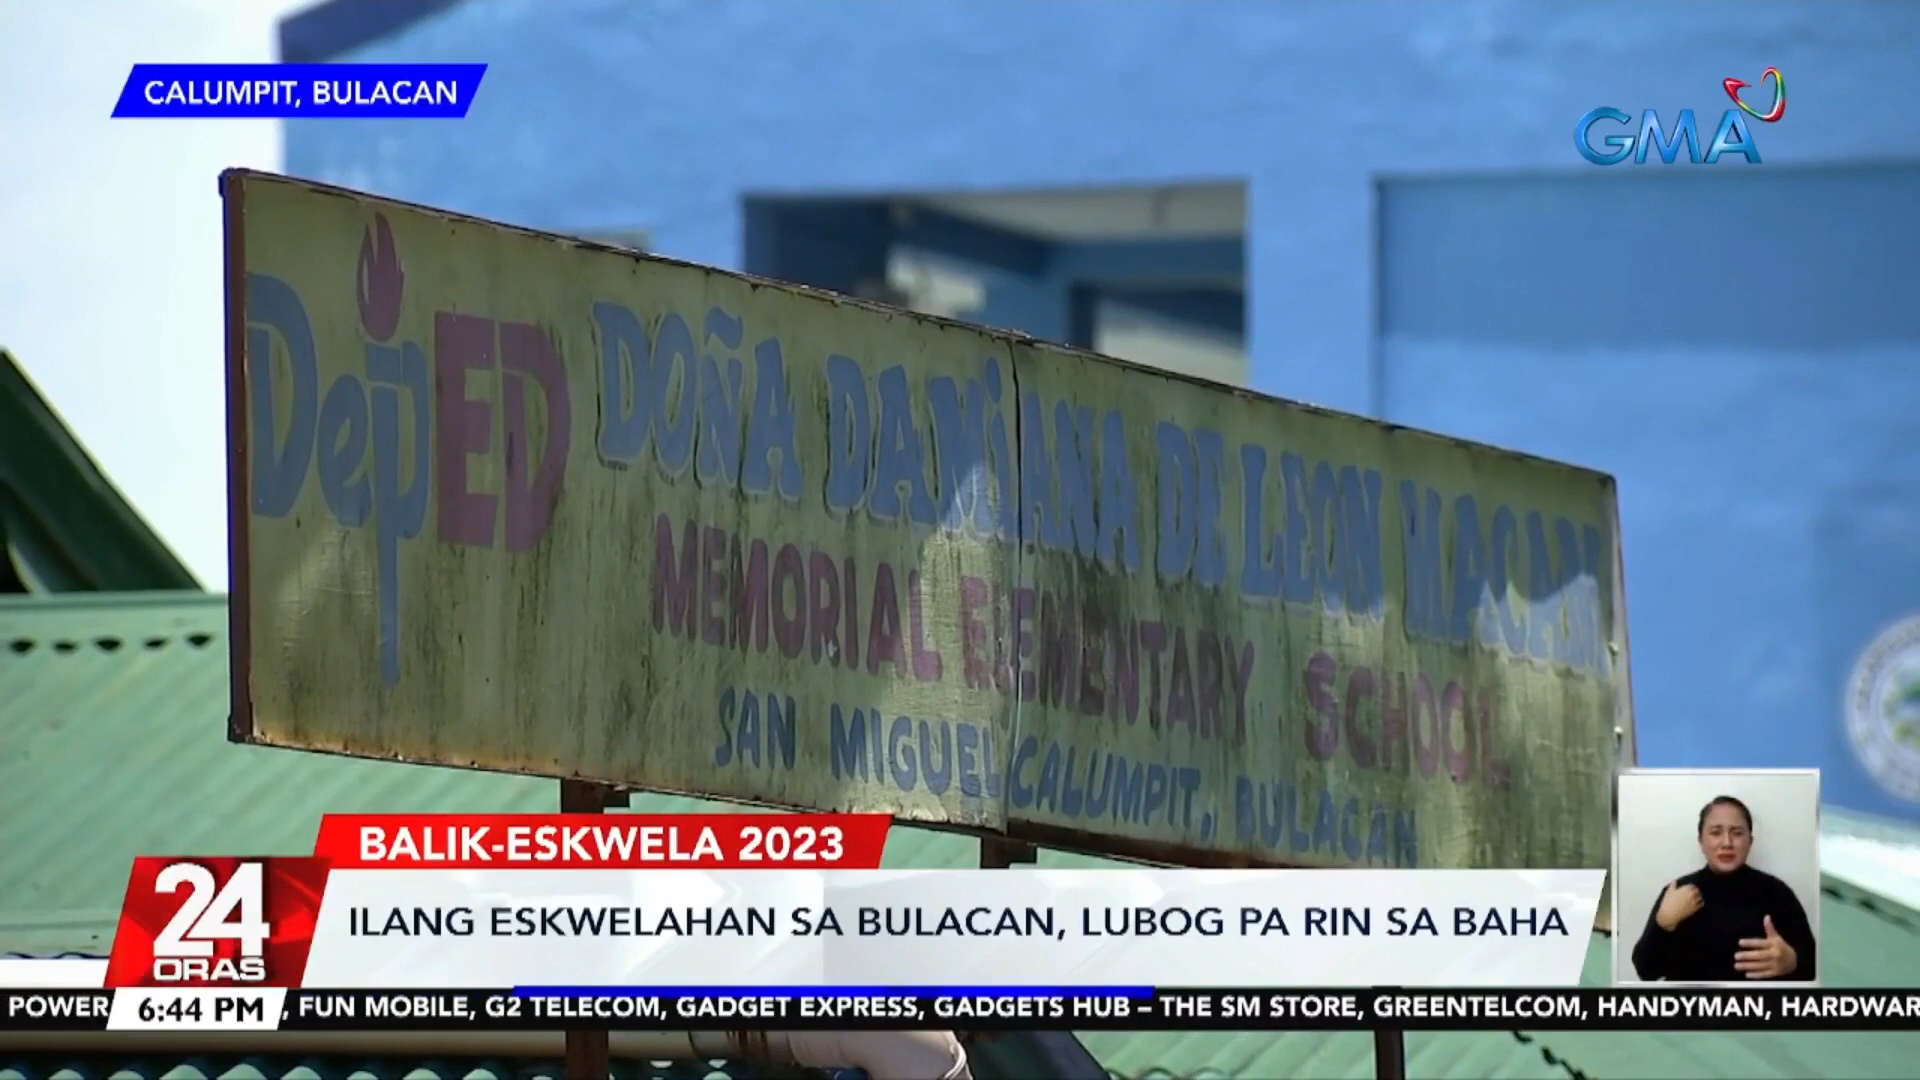 CALUMPIT, BULACAN
GMA
DepED
DOÑA DAMiANA DE LEON MACAM
MEMORIAL ELEMENTARY SCHOOL
SAN MIGUEL CALUMPIT, BULACAN
BALIK-ESKWELA 2023
24
ORAS
ILANG ESKWELAHAN SA BULACAN, LUBOG PA RIN SA BAHA
POWER
6:44 PM
, FUN MOBILE, G2 TELECOM, GADGET EXPRESS, GADGETS HUB – THE SM STORE, GREENTELCOM, HANDYMAN, HARDWAR